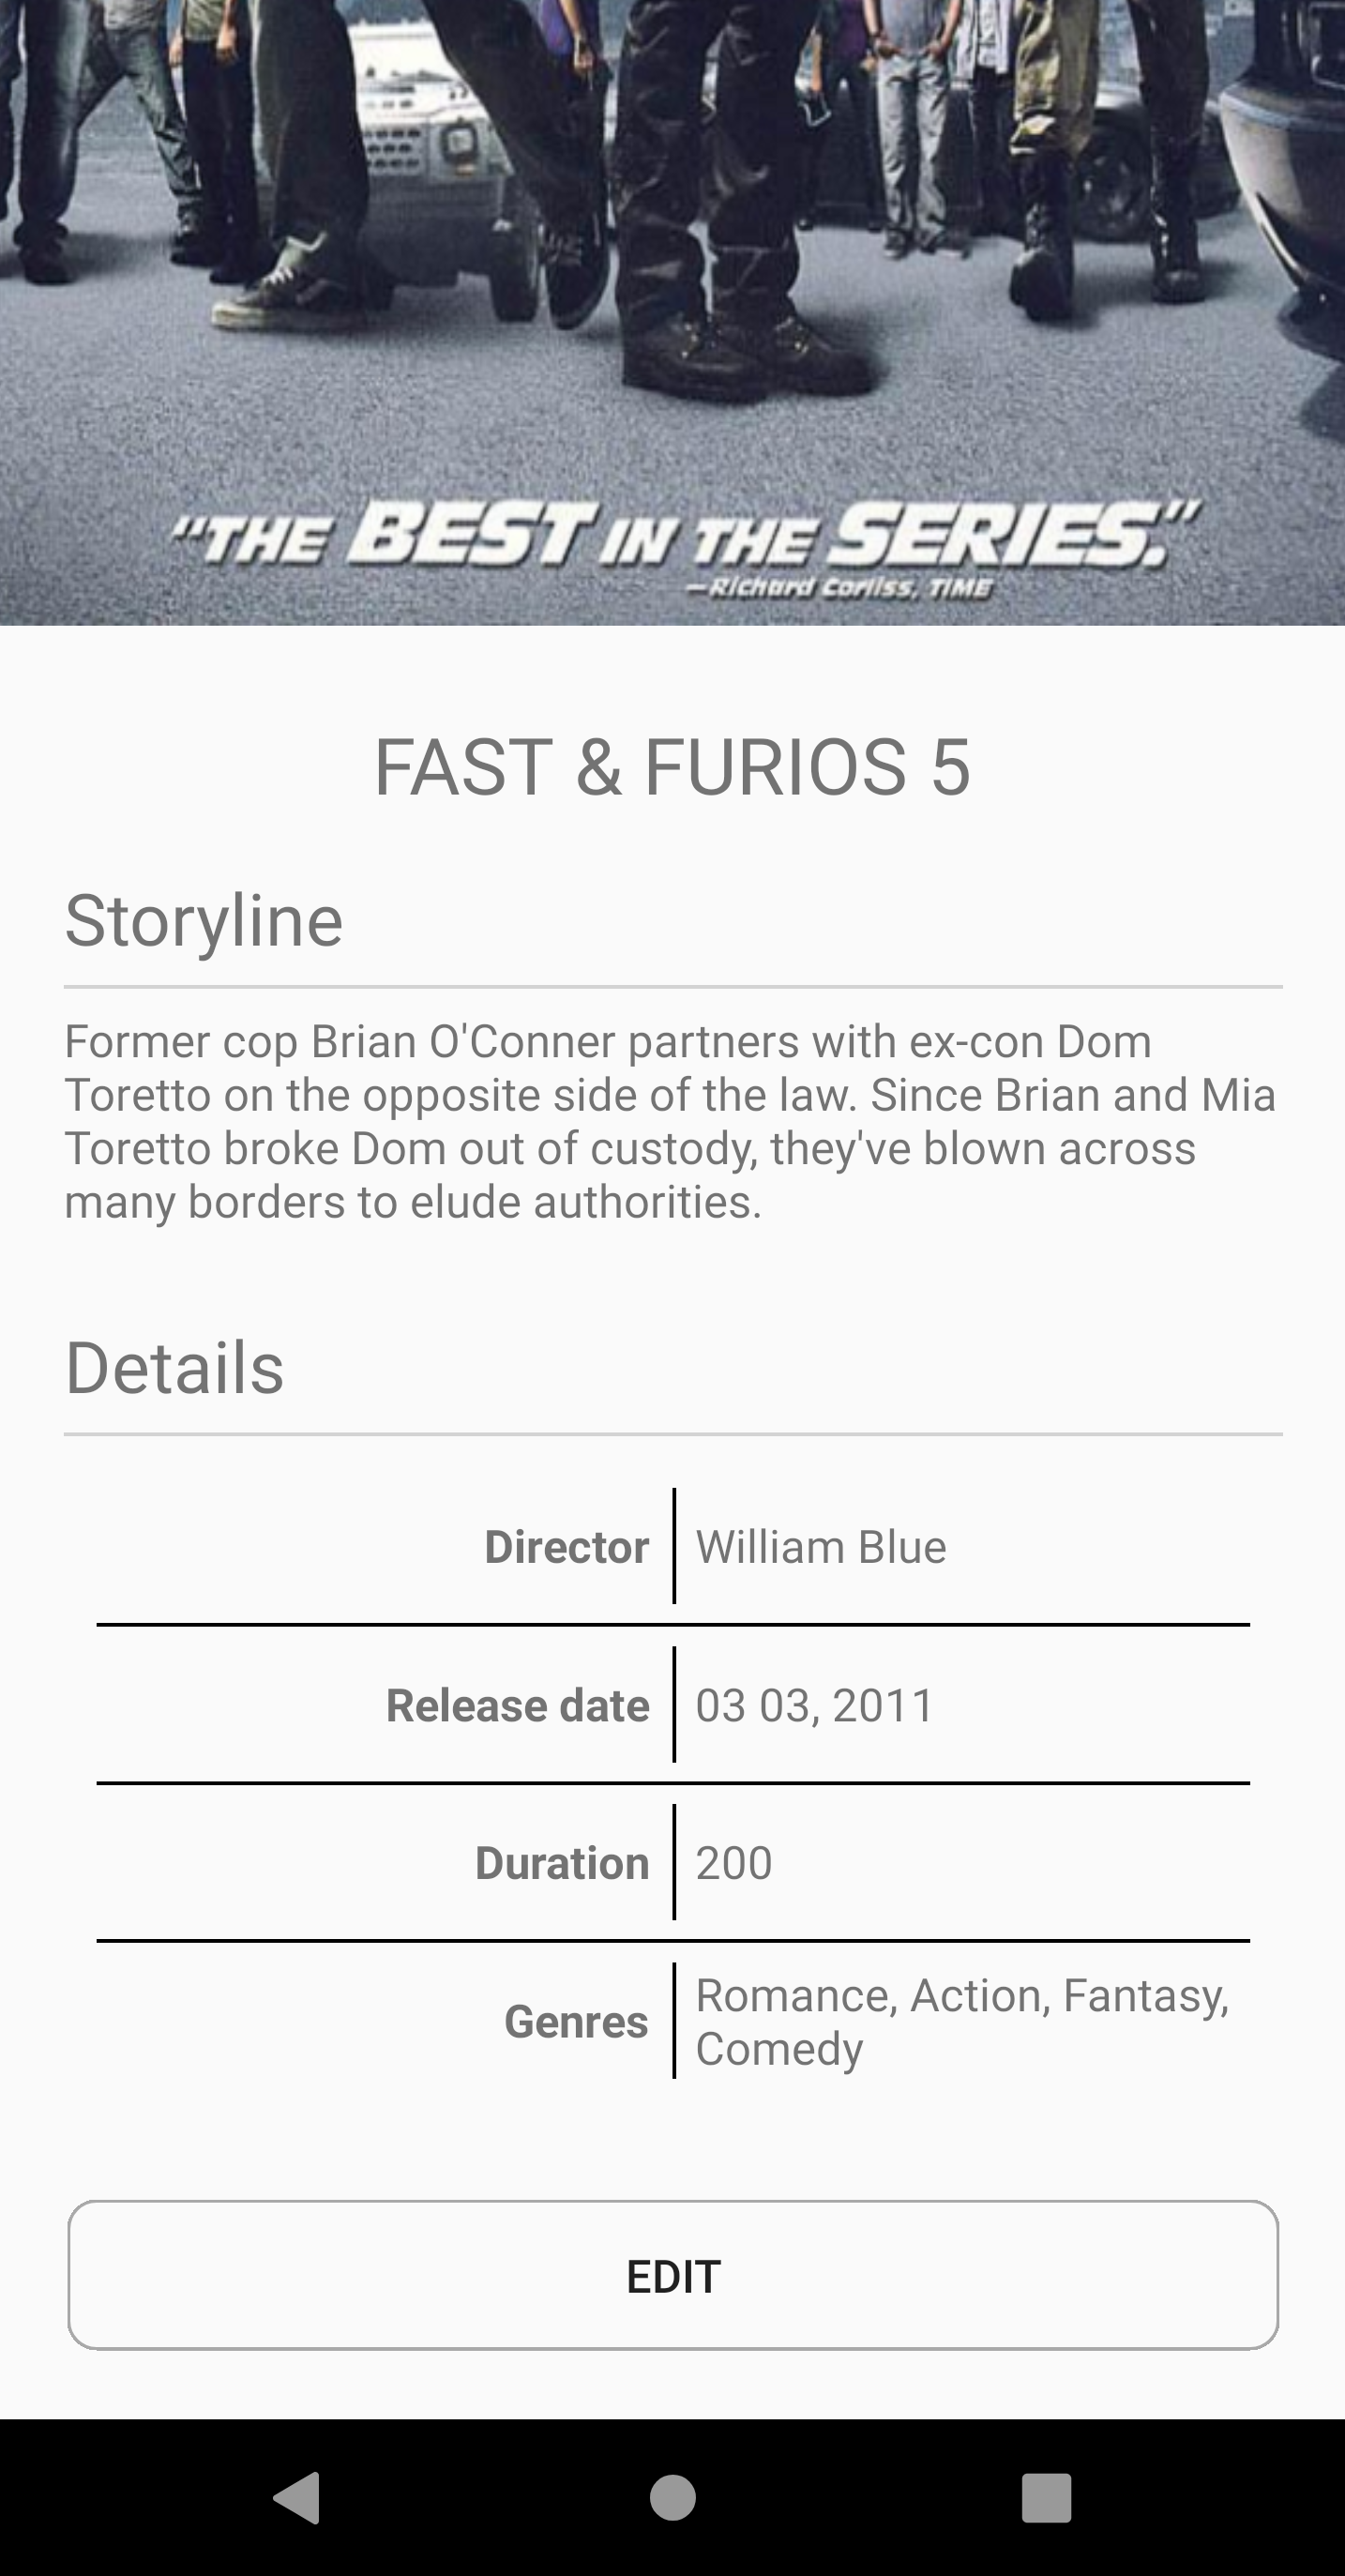 "THE BEST IN THE SERIES."
—Richard Corliss, TIME
FAST & FURIOS 5
Storyline
Former cop Brian O'Conner partners with ex-con Dom
Toretto on the opposite side of the law. Since Brian and Mia
Toretto broke Dom out of custody, they've blown across
many borders to elude authorities.
Details
Director William Blue
Release date 03 03, 2011
Duration 200
Genres Romance, Action, Fantasy,
Comedy
EDIT